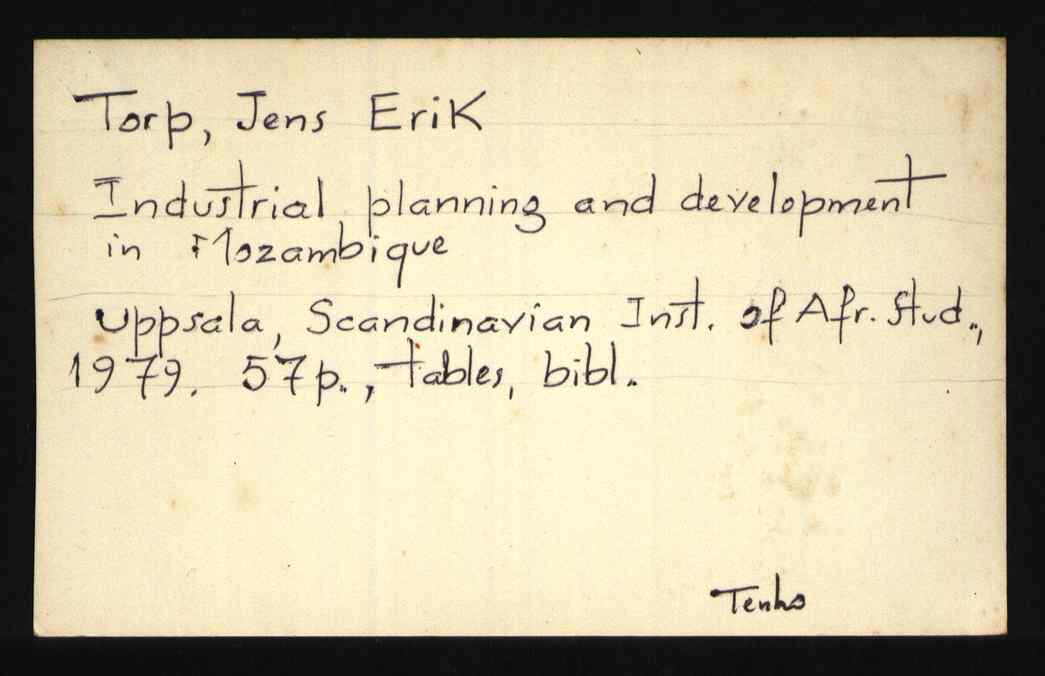 Torp, Jens Erik
Industrial planning and development
in Mozambique
Uppsala, Scandinavian Inst. of Afr. Stud.,
1979. 57p., tables, bibl.
Tenho